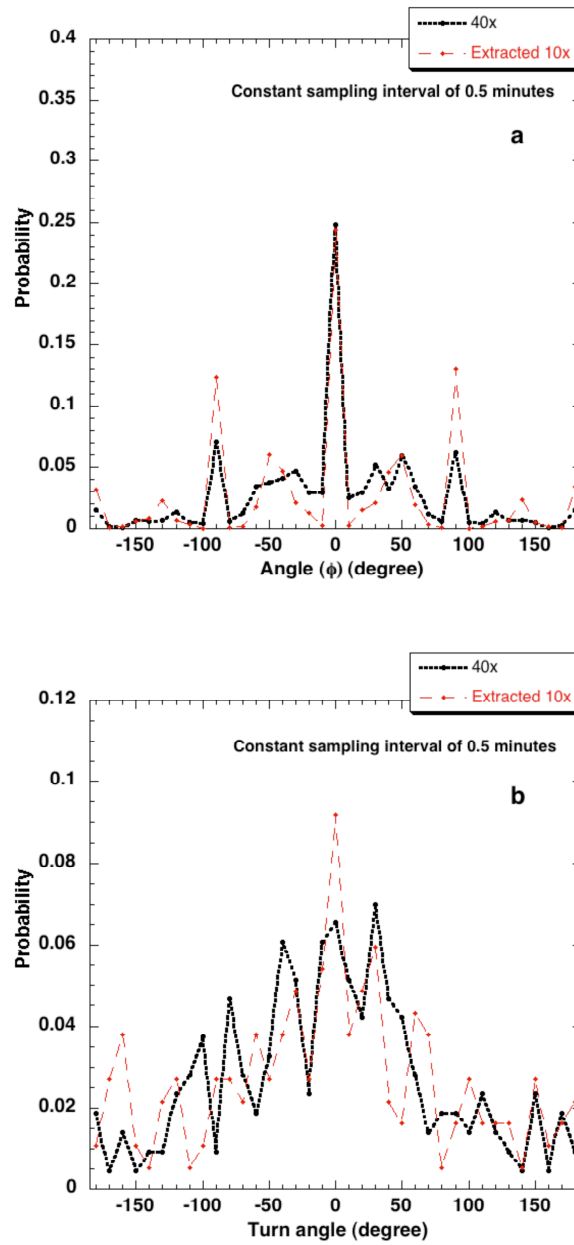 40x
Extracted 10x
0.4
Constant sampling interval of 0.5 minutes
0.35
a
0.3
0.25
Probability
0.2
0.15
0.1
0.05
0
-150 -100 -50 0 50 100 150
Angle (ϕ) (degree)
40x
Extracted 10x
0.12
Constant sampling interval of 0.5 minutes
0.1
b
0.08
Probability
0.06
0.04
0.02
0
-150 -100 -50 0 50 100 150
Turn angle (degree)